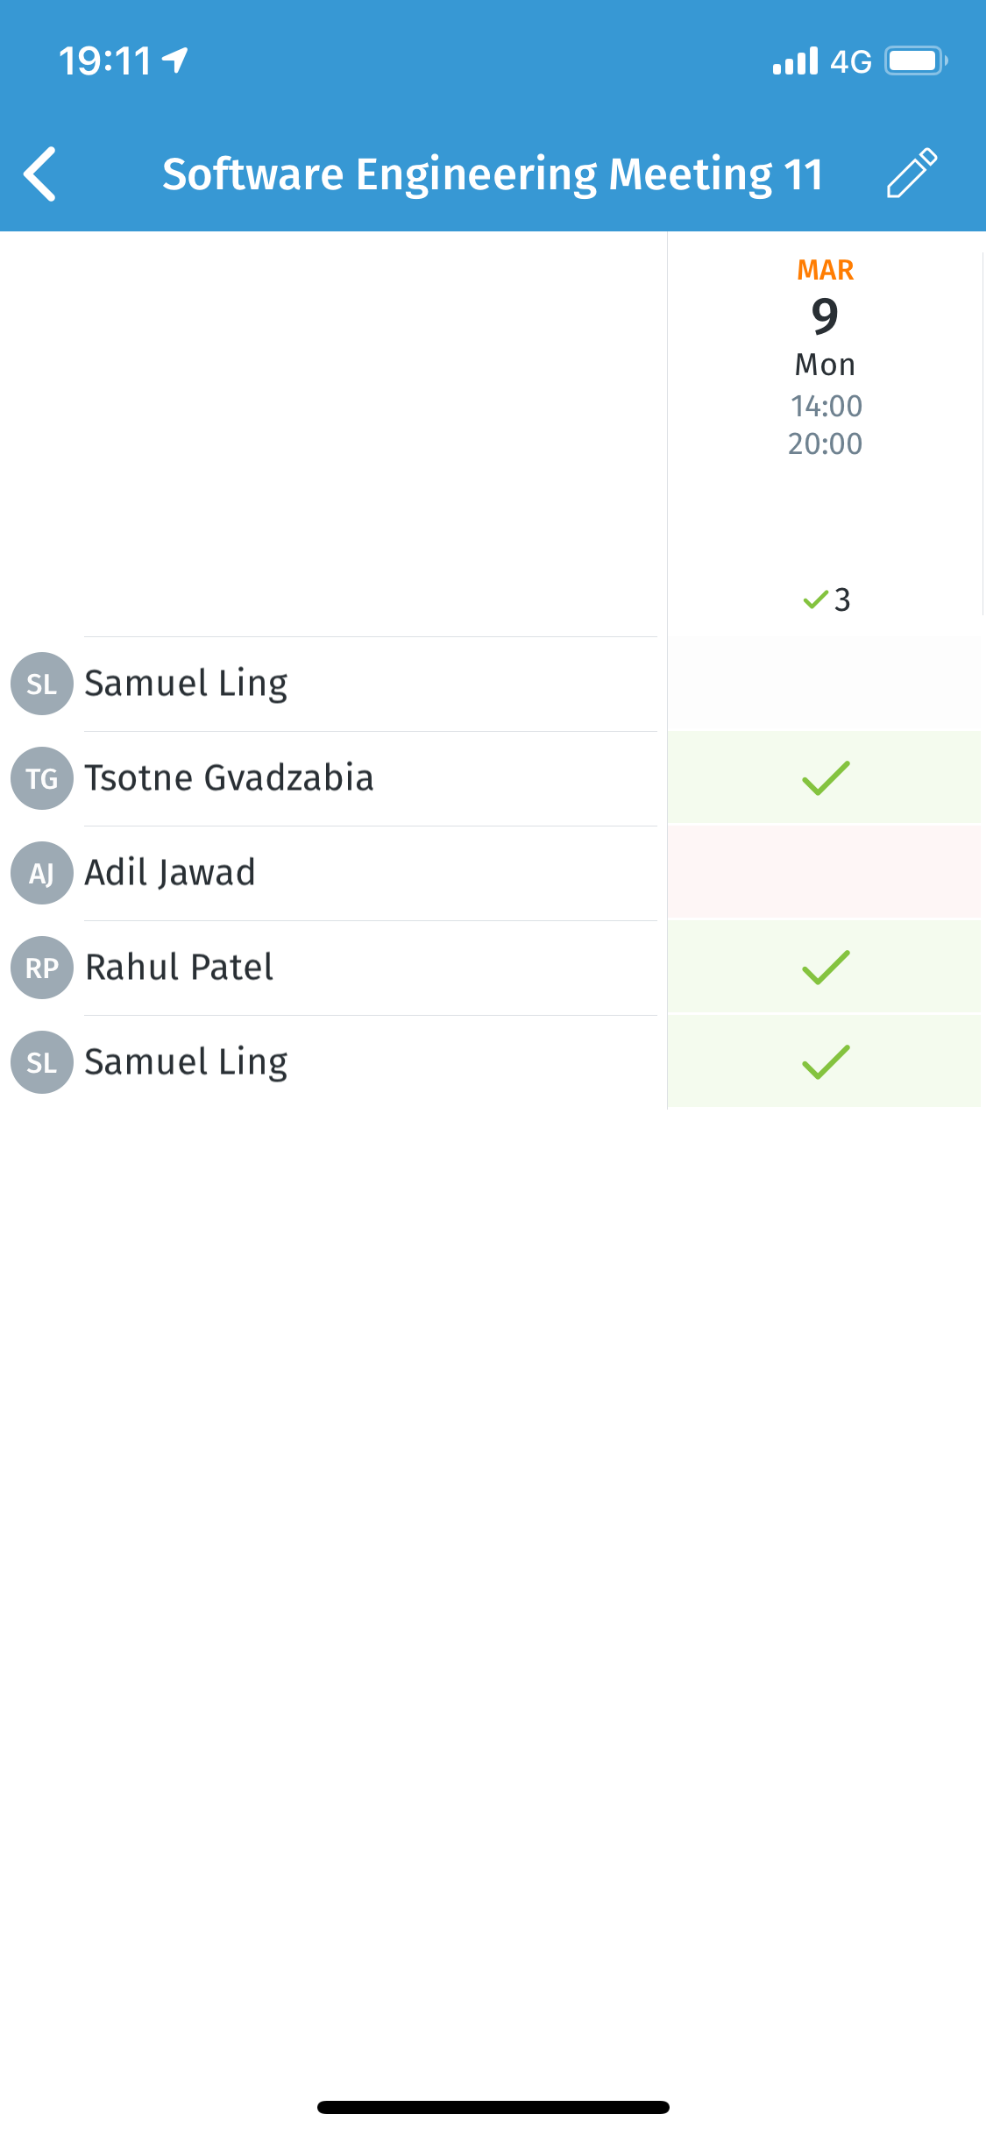 19:11
4G
Software Engineering Meeting 11
MAR
9
Mon
14:00
20:00
3
SL Samuel Ling
TG Tsotne Gvadzabia
AJ Adil Jawad
RP Rahul Patel
SL Samuel Ling